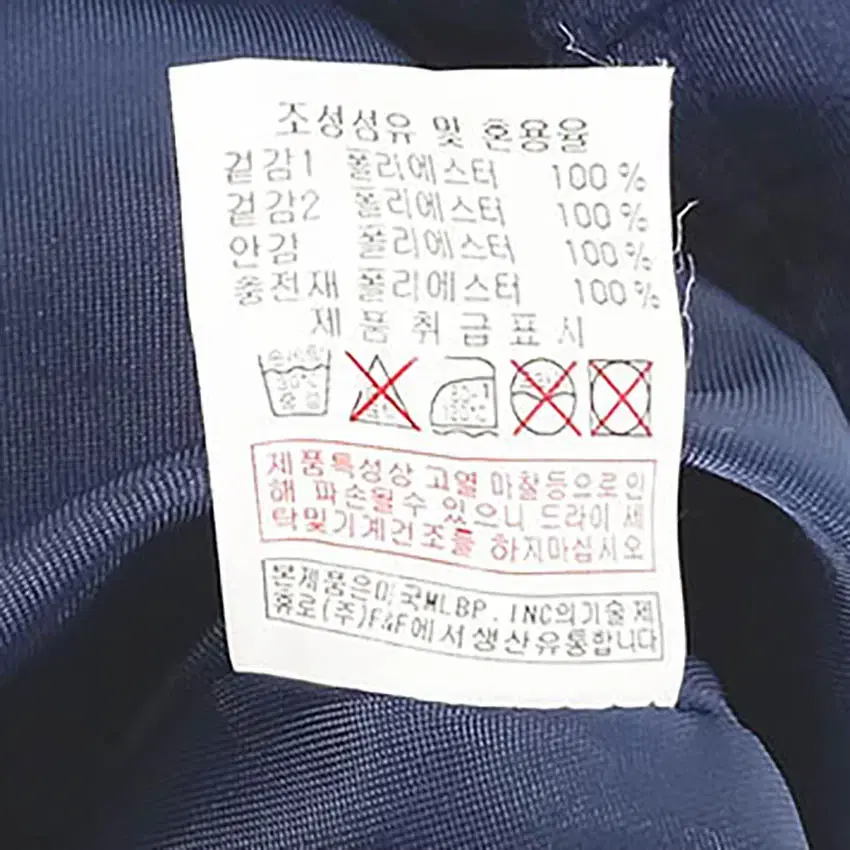 조성섬유 및 혼용율
겉감1 폴리에스터 100 %
겉감2 폴리에스터 100 %
안감 폴리에스터 100 %
충전재 폴리에스터 100 %
제품취급표시
손세탁
30℃
중성
제품특성상 고열 마찰등으로인
해 파손될수 있으니 드라이 세
탁및기계건조를 하지마십시오
본제품은미국MLBP.INC의기술제
휴로(주)F&F에서생산유통합니다